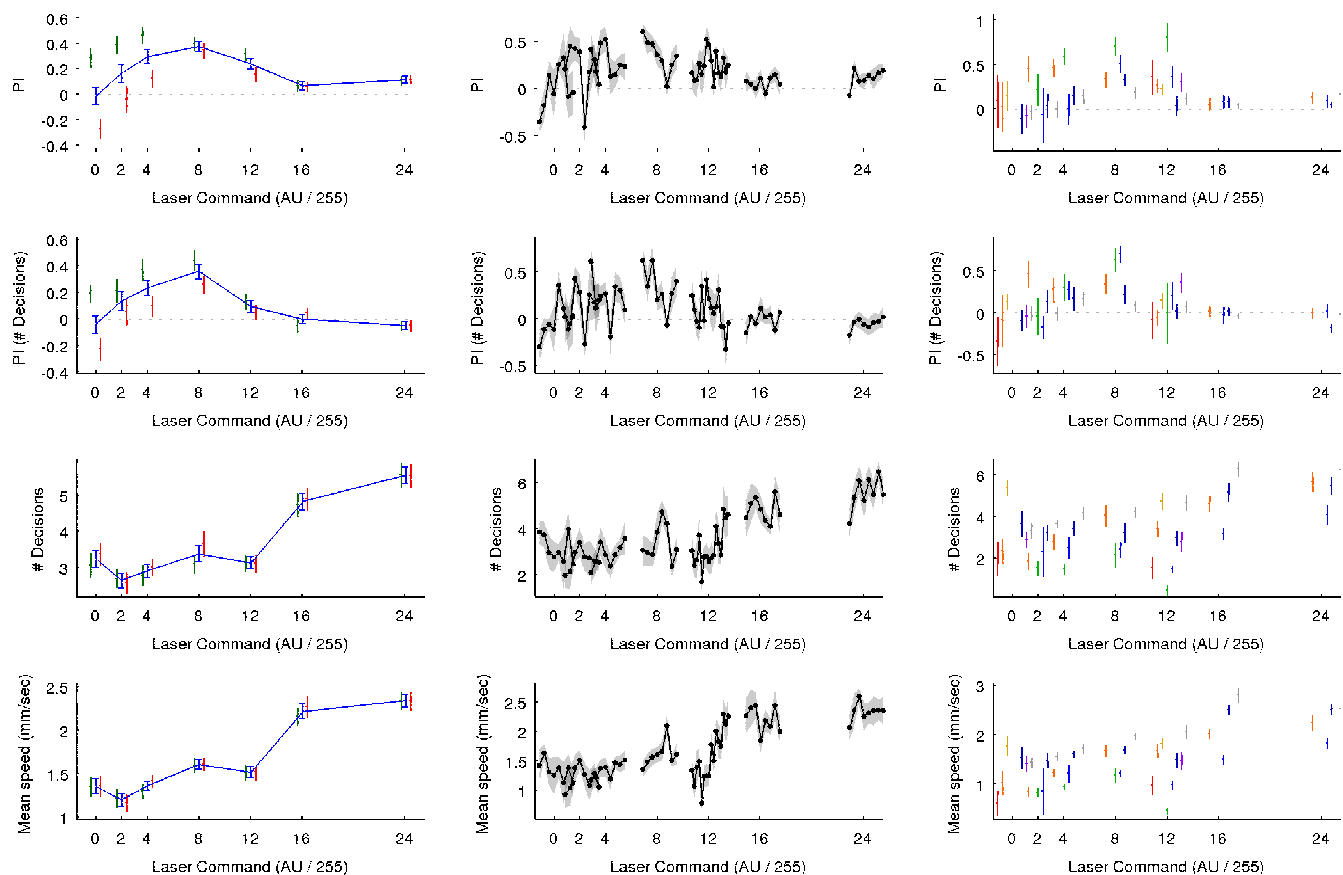 PI
0.6
0.4
0.2
0
-0.2
-0.4
0 2 4 8 12 16 24
Laser Command (AU / 255)
PI
0.5
0
-0.5
0 2 4 8 12 16 24
Laser Command (AU / 255)
PI
1
0.5
0
0 2 4 8 12 16 24
Laser Command (AU / 255)
PI (# Decisions)
0.6
0.4
0.2
0
-0.2
-0.4
0 2 4 8 12 16 24
Laser Command (AU / 255)
PI (# Decisions)
0.5
0
-0.5
0 2 4 8 12 16 24
Laser Command (AU / 255)
PI (# Decisions)
0.5
0
-0.5
0 2 4 8 12 16 24
Laser Command (AU / 255)
# Decisions
5
4
3
0 2 4 8 12 16 24
Laser Command (AU / 255)
# Decisions
6
4
2
0 2 4 8 12 16 24
Laser Command (AU / 255)
# Decisions
6
4
2
0 2 4 8 12 16 24
Laser Command (AU / 255)
Mean speed (mm/sec)
2.5
2
1.5
1
0 2 4 8 12 16 24
Laser Command (AU / 255)
Mean speed (mm/sec)
2.5
2
1.5
1
0 2 4 8 12 16 24
Laser Command (AU / 255)
Mean speed (mm/sec)
3
2
1
0 2 4 8 12 16 24
Laser Command (AU / 255)